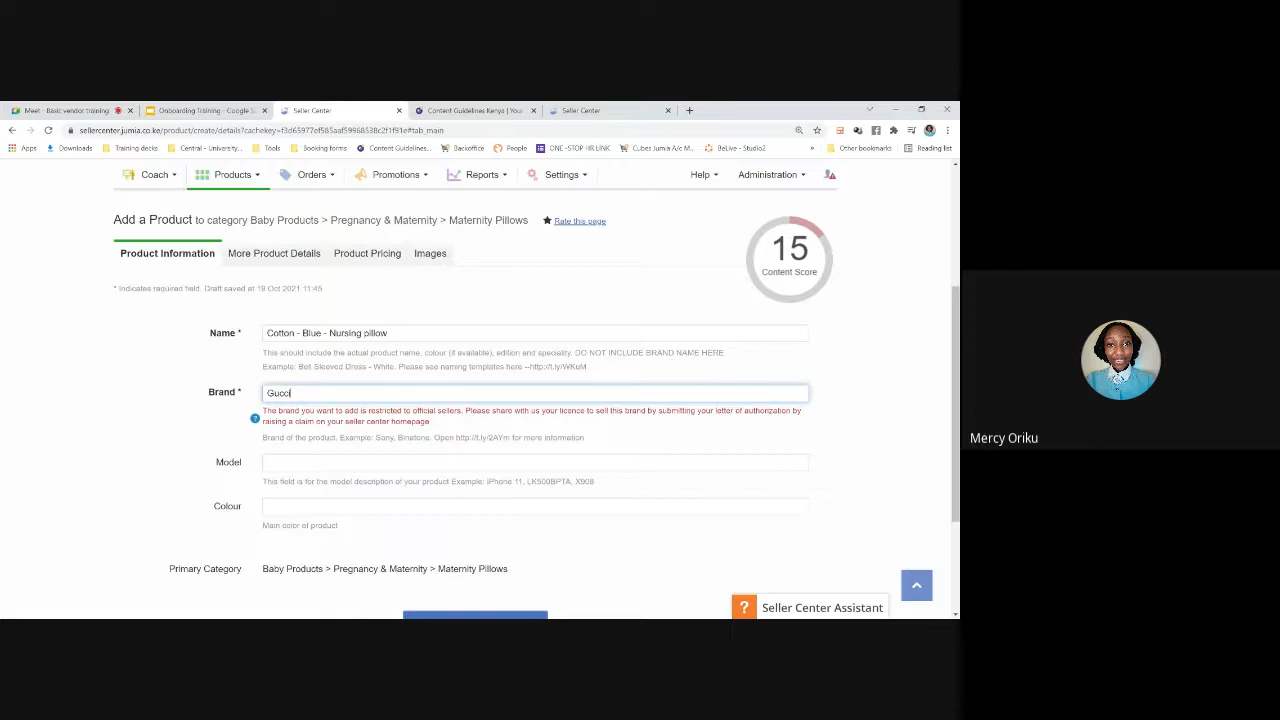 Meet - Basic vendor training
Onboarding Training - Google Sl
Seller Center
Content Guidelines Kenya | You
Seller Center
sellercenter.jumia.co.ke/product/create/details?cachekey=f3d65977ef585aaf59968538c2f1f91e#tab_main
Apps
Downloads
Training decks
Central - University...
Tools
Booking forms
Content Guidelines...
Backoffice
People
ONE -STOP HR LINK
Cubes Jumia A/c M...
BeLive - Studio2
»
Other bookmarks
Reading list
Coach
Products
Orders
Promotions
Reports
Settings
Help
Administration
Add a Product to category Baby Products > Pregnancy & Maternity > Maternity Pillows
Rate this page
15
Content Score
Product Information
More Product Details
Product Pricing
Images
* Indicates required field. Draft saved at 19 Oct 2021 11:45
Name *
Cotton - Blue - Nursing pillow
This should include the actual product name, colour (if available), edition and speciality. DO NOT INCLUDE BRAND NAME HERE
Example: Bell Sleeved Dress - White. Please see naming templates here --http://t.ly/WKuM
Brand *
Gucci
The brand you want to add is restricted to official sellers. Please share with us your licence to sell this brand by submitting your letter of authorization by
raising a claim on your seller center homepage
Brand of the product. Example: Sony, Binatone. Open http://t.ly/2AYm for more information
Model
This field is for the model description of your product Example: iPhone 11, LK500BPTA, X908
Colour
Main color of product
Primary Category
Baby Products > Pregnancy & Maternity > Maternity Pillows
?
Seller Center Assistant
Mercy Oriku